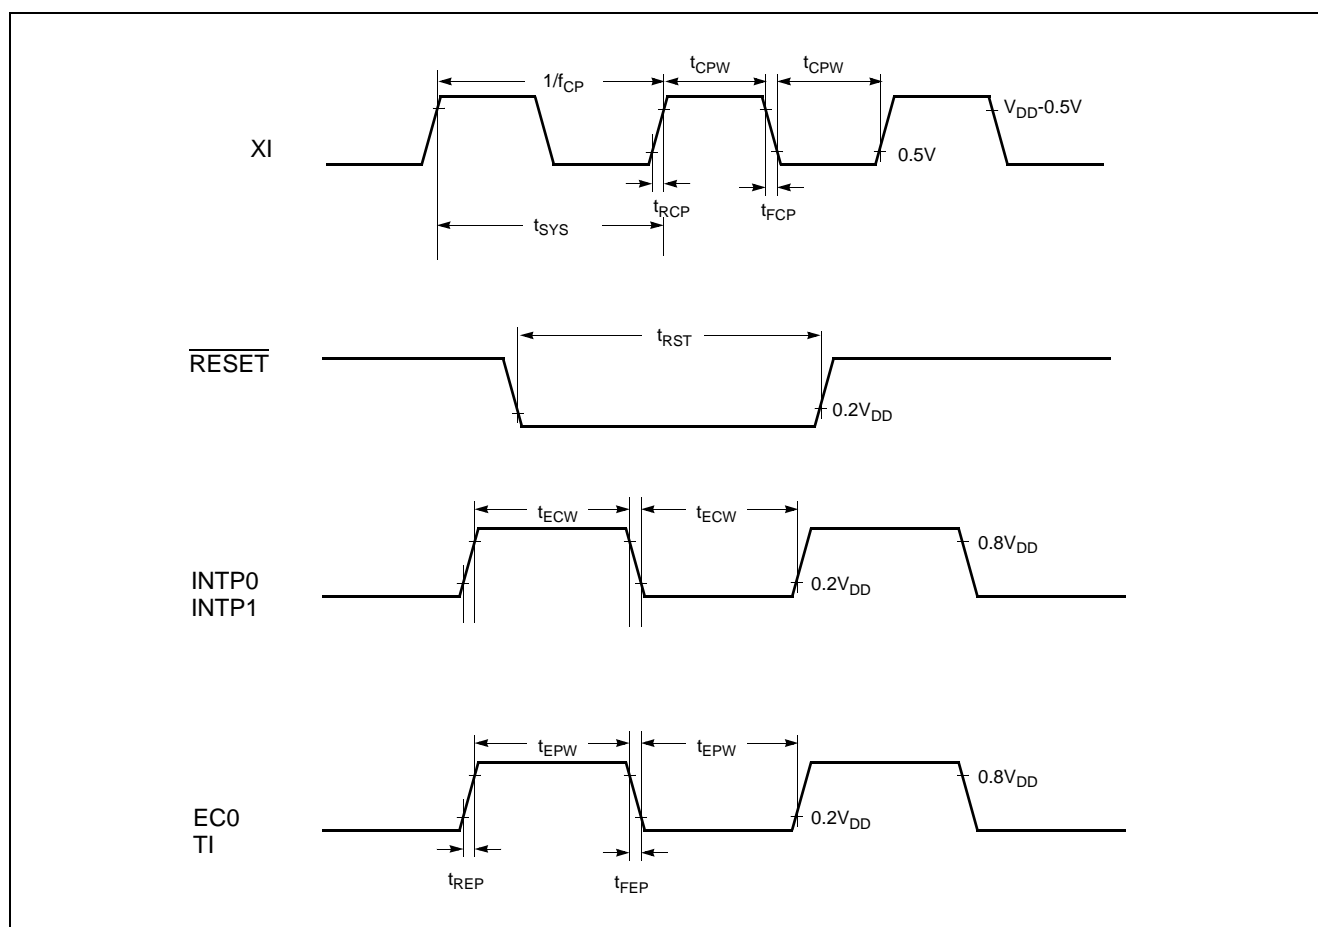 1/fCP
tCPW
tCPW
XI
VDD-0.5V
0.5V
tRCP
tFCP
tSYS
tRST
RESET
0.2VDD
tECW
tECW
0.8VDD
INTP0
INTP1
0.2VDD
tEPW
tEPW
0.8VDD
EC0
TI
0.2VDD
tREP
tFEP